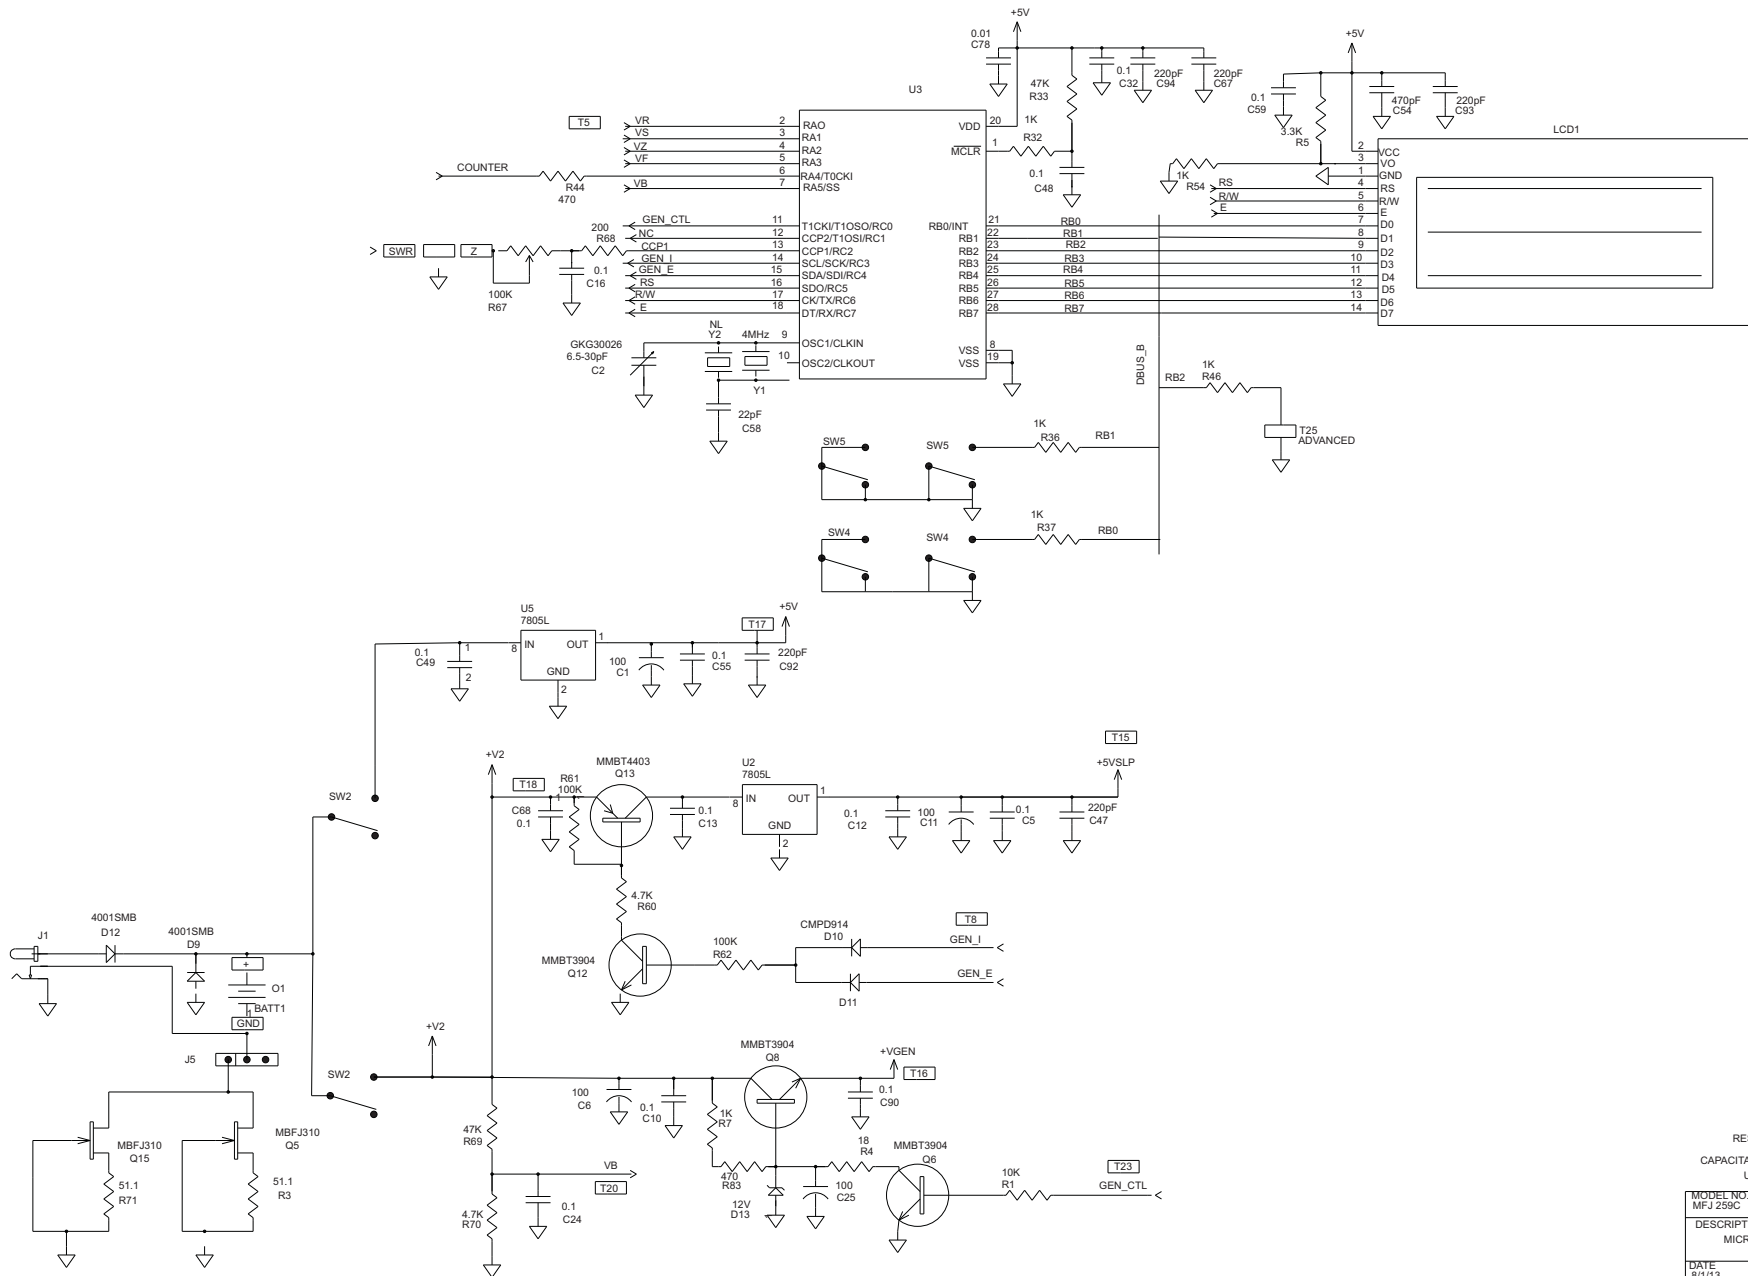 +5V
0.01
C78
0.1
C32
220pF
C94
220pF
C67
47K
R33
1K
R32
0.1
C48
+5V
0.1
C59
3.3K
R5
470pF
C54
220pF
C93
LCD1
U3
T5
VR
VS
VZ
VF
VB
COUNTER
R44
470
2
3
4
5
6
7
RAO
RA1
RA2
RA3
RA4/T0CKI
RA5/SS
VDD
20
MCLR
1
1K
R54
RS
R/W
E
2
3
1
4
5
6
7
8
9
10
11
12
13
14
VCC
VO
GND
RS
R/W
E
D0
D1
D2
D3
D4
D5
D6
D7
GEN_CTL
NC
CCP1
GEN_I
GEN_E
RS
R/W
E
11
12
13
14
15
16
17
18
T1CKI/T1OSO/RC0
CCP2/T1OSI/RC1
CCP1/RC2
SCL/SCK/RC3
SDA/SDI/RC4
SDO/RC5
CK/TX/RC6
DT/RX/RC7
RB0/INT
RB1
RB2
RB3
RB4
RB5
RB6
RB7
21
22
23
24
25
26
27
28
RB0
RB1
RB2
RB3
RB4
RB5
RB6
RB7
SWR
Z
200
R68
0.1
C16
100K
R67
GKG30026
6.5-30pF
C2
NL
Y2
4MHz
Y1
22pF
C58
9
10
OSC1/CLKIN
OSC2/CLKOUT
VSS
VSS
8
19
DBUS_B
RB2
1K
R46
T25
ADVANCED
SW5
SW5
1K
R36
RB1
SW4
SW4
1K
R37
RB0
U5
7805L
0.1
C49
1
2
8
IN
OUT
GND
1
2
100
C1
0.1
C55
T17
+5V
220pF
C92
+V2
T18
C68
0.1
1
R61
100K
MMBT4403
Q13
0.1
C13
U2
7805L
8
IN
OUT
GND
1
2
0.1
C12
100
C11
0.1
C5
220pF
C47
T15
+5VSLP
SW2
4.7K
R60
MMBT3904
Q12
100K
R62
CMPD914
D10
D11
T8
GEN_I
GEN_E
J1
4001SMB
D12
4001SMB
D9
+
O1
BATT1
1
GND
J5
SW2
+V2
100
C6
0.1
C10
1K
R7
MMBT3904
Q8
+VGEN
T16
0.1
C90
MBFJ310
Q15
51.1
R71
MBFJ310
Q5
51.1
R3
47K
R69
VB
T20
4.7K
R70
0.1
C24
470
R83
12V
D13
100
C25
18
R4
MMBT3904
Q6
10K
R1
T23
GEN_CTL
MODEL NO.
MFJ 259C
DATE
8/1/13